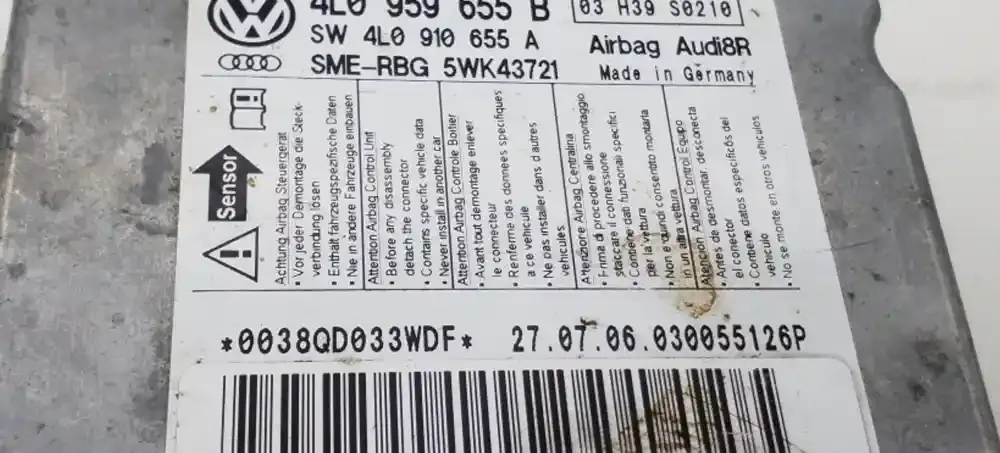 4L0 959 655 B
03 H39 S0210
SW 4L0 910 655 A
Airbag Audi8R
SME-RBG 5WK43721
Made in Germany
Sensor
Achtung Airbag Steuergerät
• Vor jeder Demontage die Steck-
verbindung lösen
• Enthält fahrzeugspezifische Daten
• Nie in andere Fahrzeuge einbauen
Attention Airbag Control Unit
• Before any disassembly
detach the connector
• Contains specific vehicle data
• Never install in another car
Attention Airbag Controle Boitier
• Avant tout demontage enlever
le connecteur
• Renferme des donnees specifiques
a ce vehicule
• Ne pas installer dans d'autres
vehicules
Attenzione Airbag Centralina
• Prima di procedere allo smontaggio
staccare il connessione
• Contiene dati funzionali specifici
per la vettura
• Non e quindi consentito montarla
in un altra vettura
Atencion Airbag Control Equipo
• Antes de desmontar, desconecta
el conector
• Contiene datos específicos del
vehículo
• No se monte en otros vehículos
*0038QD033WDF* 27.07.06.030055126P